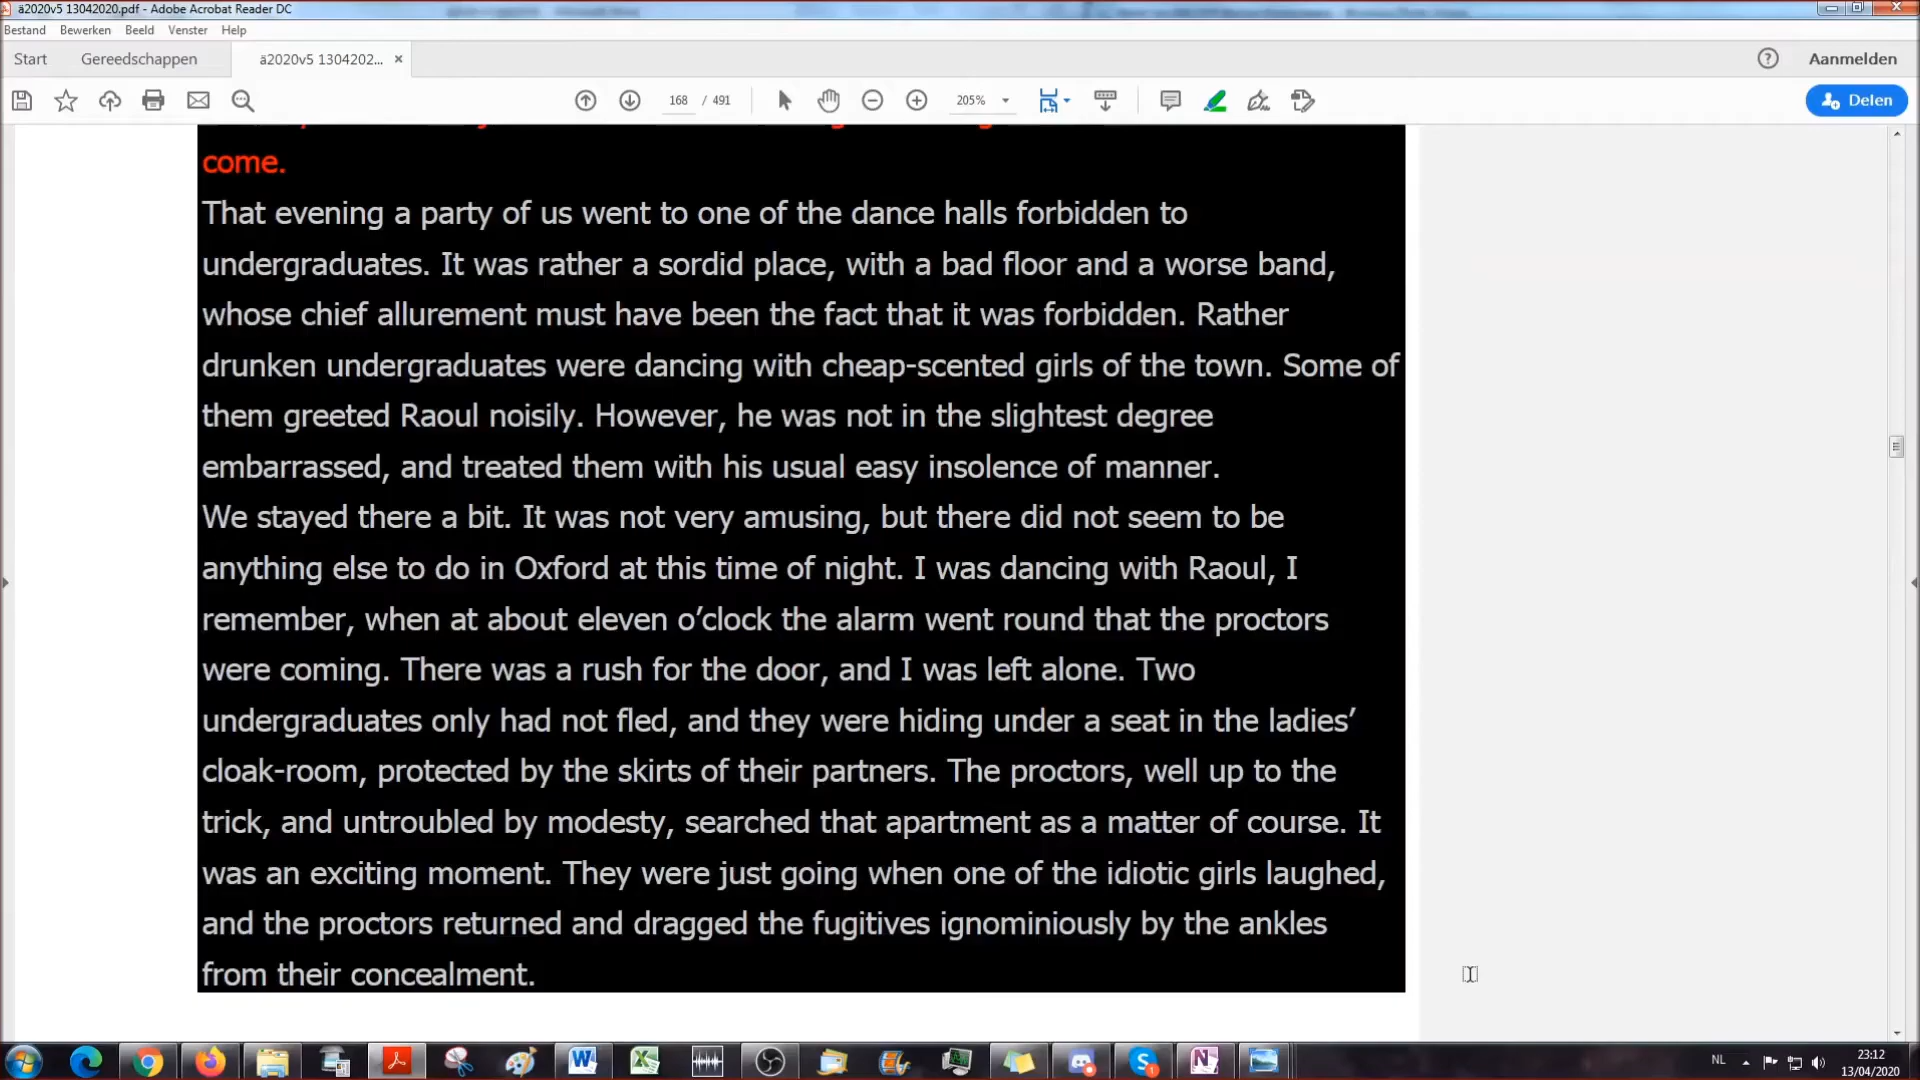 ä2020v5 13042020.pdf - Adobe Acrobat Reader DC
Bestand Bewerken Beeld Venster Help
Start Gereedschappen ä2020v5 1304202... × Aanmelden
168 / 491 205% Delen
come.
That evening a party of us went to one of the dance halls forbidden to
undergraduates. It was rather a sordid place, with a bad floor and a worse band,
whose chief allurement must have been the fact that it was forbidden. Rather
drunken undergraduates were dancing with cheap-scented girls of the town. Some of
them greeted Raoul noisily. However, he was not in the slightest degree
embarrassed, and treated them with his usual easy insolence of manner.
We stayed there a bit. It was not very amusing, but there did not seem to be
anything else to do in Oxford at this time of night. I was dancing with Raoul, I
remember, when at about eleven o’clock the alarm went round that the proctors
were coming. There was a rush for the door, and I was left alone. Two
undergraduates only had not fled, and they were hiding under a seat in the ladies’
cloak-room, protected by the skirts of their partners. The proctors, well up to the
trick, and untroubled by modesty, searched that apartment as a matter of course. It
was an exciting moment. They were just going when one of the idiotic girls laughed,
and the proctors returned and dragged the fugitives ignominiously by the ankles
from their concealment.
NL 23:12
13/04/2020